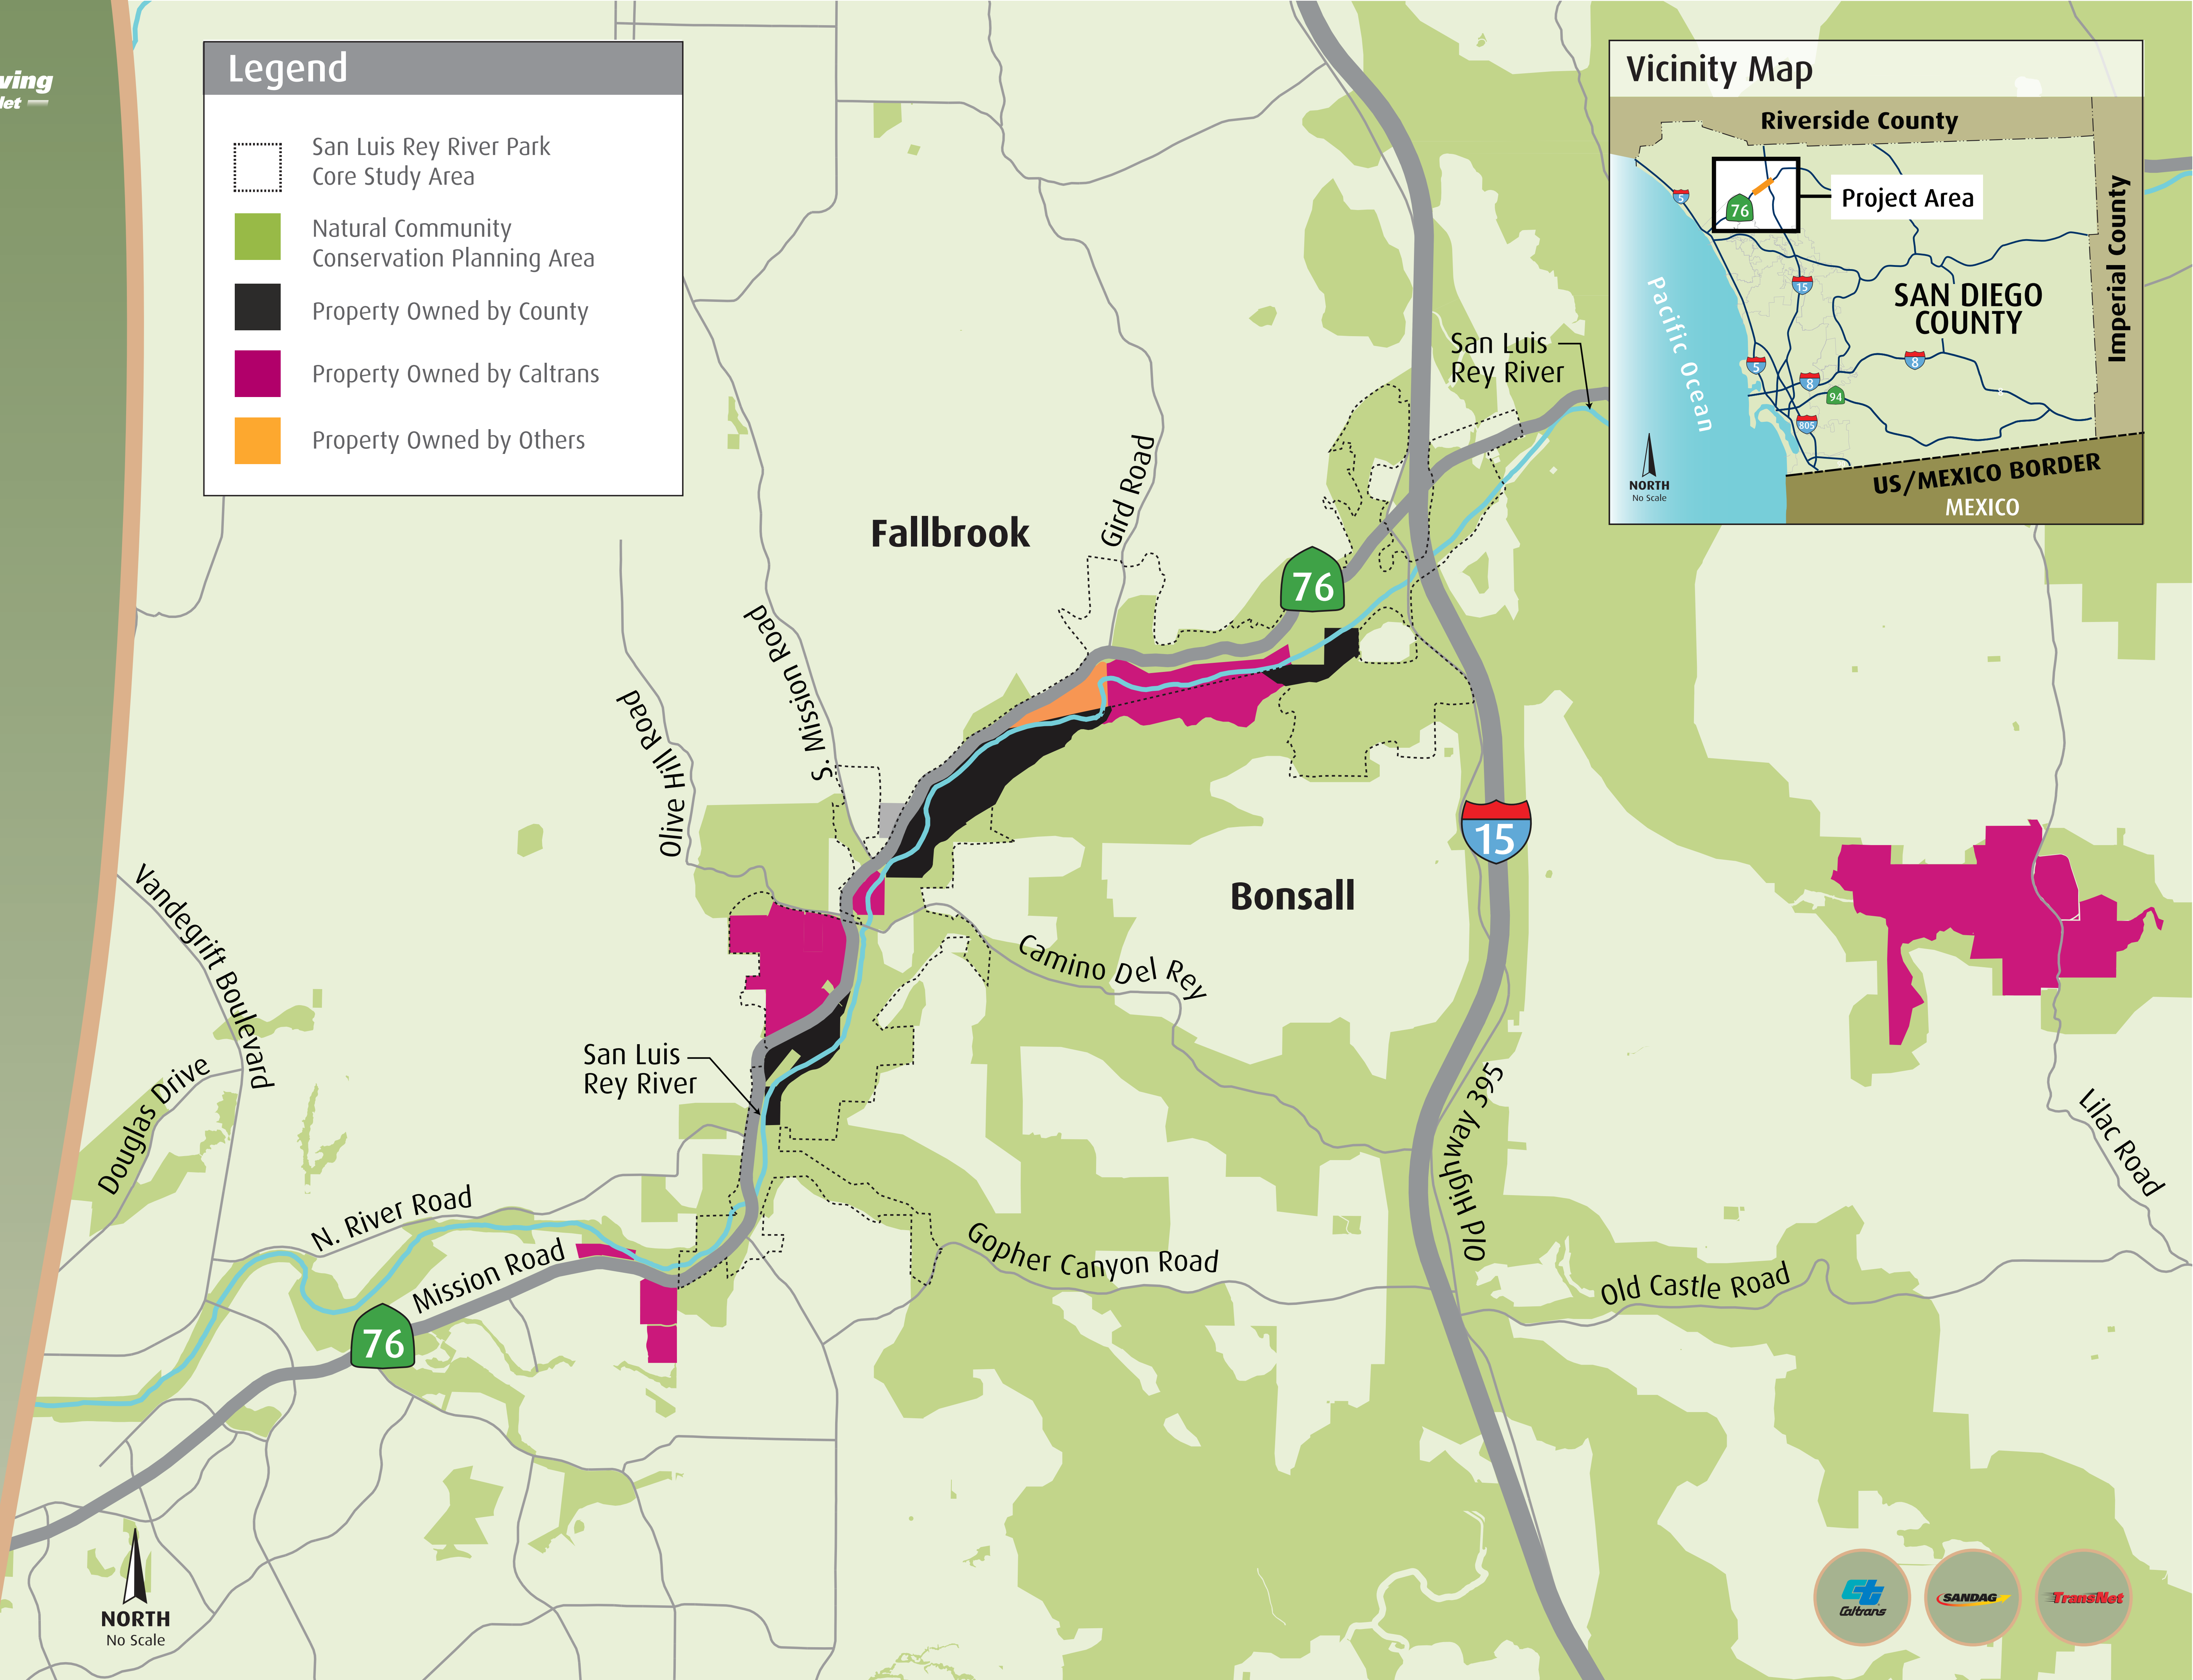 Legend
San Luis Rey River Park
Core Study Area
Natural Community
Conservation Planning Area
Property Owned by County
Property Owned by Caltrans
Property Owned by Others
Vicinity Map
Riverside County
Imperial County
Project Area
76
5
15
SAN DIEGO
COUNTY
Pacific Ocean
5
8
8
94
805
NORTH
No Scale
US/MEXICO BORDER
MEXICO
San Luis
Rey River
Fallbrook
Gird Road
76
S. Mission Road
Olive Hill Road
15
Bonsall
Camino Del Rey
Vandegrift Boulevard
Douglas Drive
San Luis
Rey River
Old Highway 395
Lilac Road
N. River Road
Mission Road
76
Gopher Canyon Road
Old Castle Road
NORTH
No Scale
Caltrans
SANDAG
TransNet